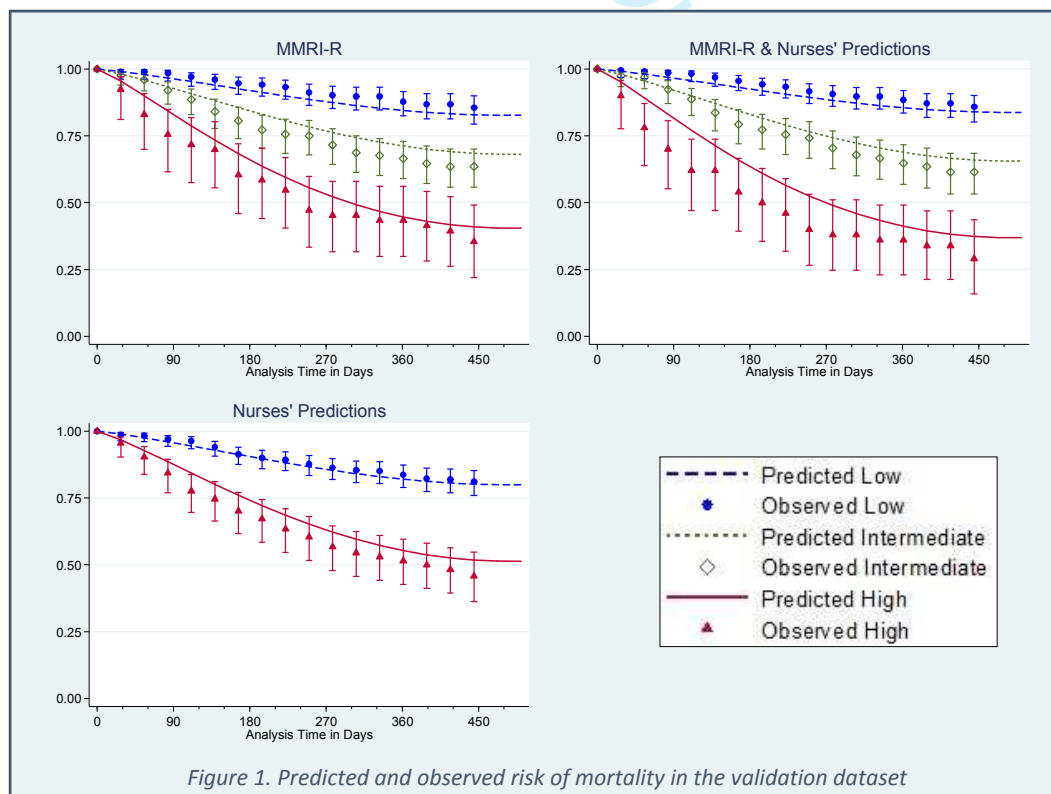 MMRI-R
1.00
0.75
0.50
0.25
0.00
0 90 180 270 360 450
Analysis Time in Days
MMRI-R & Nurses' Predictions
1.00
0.75
0.50
0.25
0.00
0 90 180 270 360 450
Analysis Time in Days
Nurses' Predictions
1.00
0.75
0.50
0.25
0.00
0 90 180 270 360 450
Analysis Time in Days
Predicted Low
Observed Low
Predicted Intermediate
Observed Intermediate
Predicted High
Observed High
Figure 1. Predicted and observed risk of mortality in the validation dataset